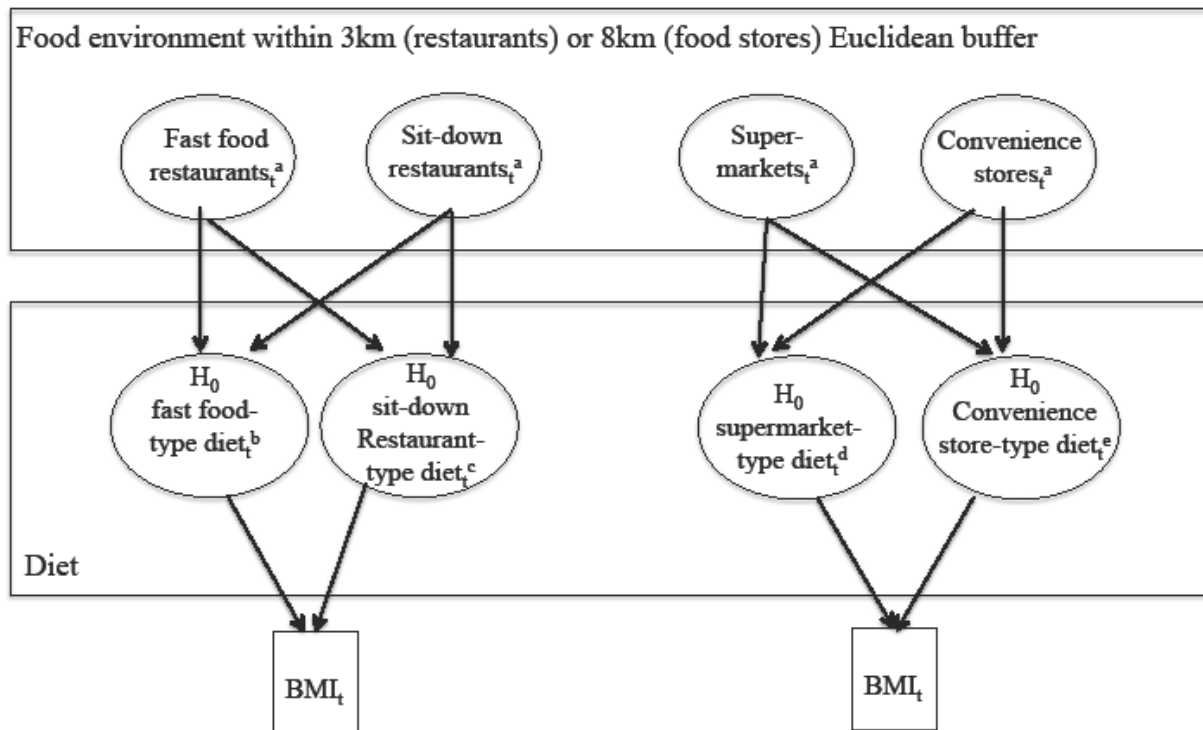 Food environment within 3km (restaurants) or 8km (food stores) Euclidean buffer
Fast food
restaurantsₜᵃ
Sit-down
restaurantsₜᵃ
Super-
marketsₜᵃ
Convenience
storesₜᵃ
H₀
fast food-
type dietₜᵇ
H₀
sit-down
Restaurant-
type dietₜᶜ
H₀
supermarket-
type dietₜᵈ
H₀
Convenience
store-type dietₜᵉ
Diet
BMIₜ
BMIₜ